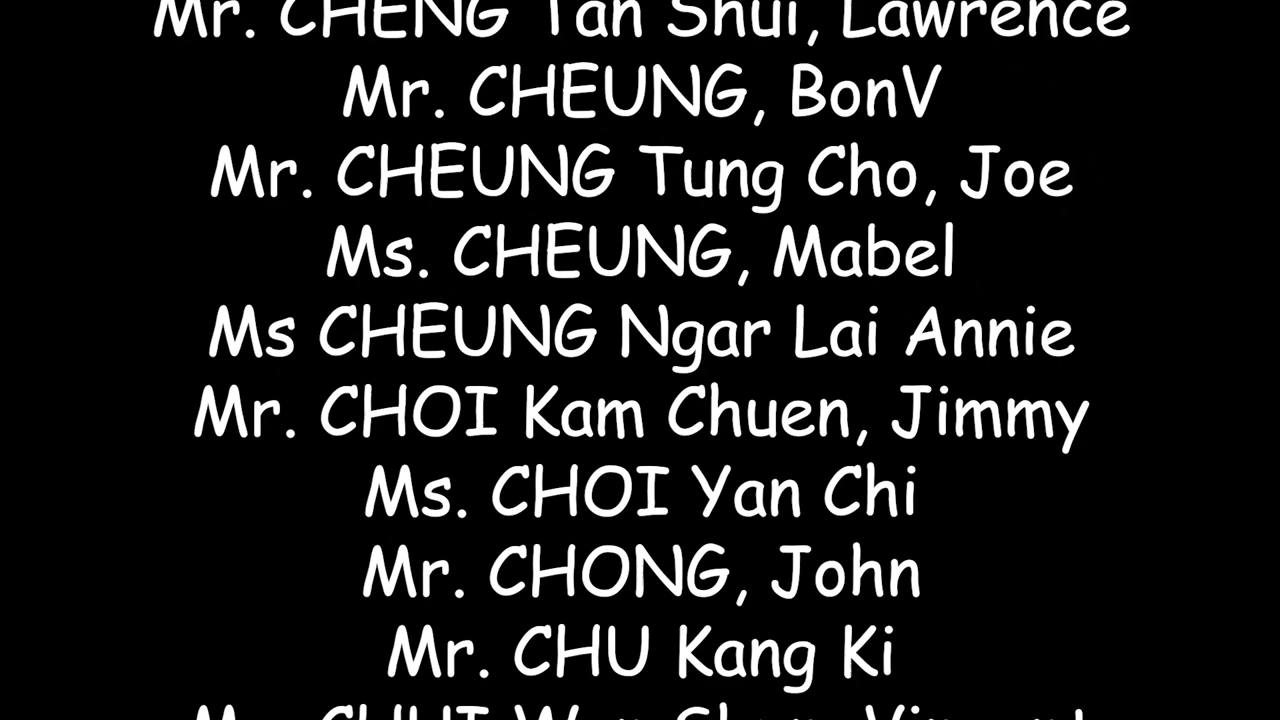 Mr. CHENG Tan Shui, Lawrence
Mr. CHEUNG, BonV
Mr. CHEUNG Tung Cho, Joe
Ms. CHEUNG, Mabel
Ms CHEUNG Ngar Lai Annie
Mr. CHOI Kam Chuen, Jimmy
Ms. CHOI Yan Chi
Mr. CHONG, John
Mr. CHU Kang Ki